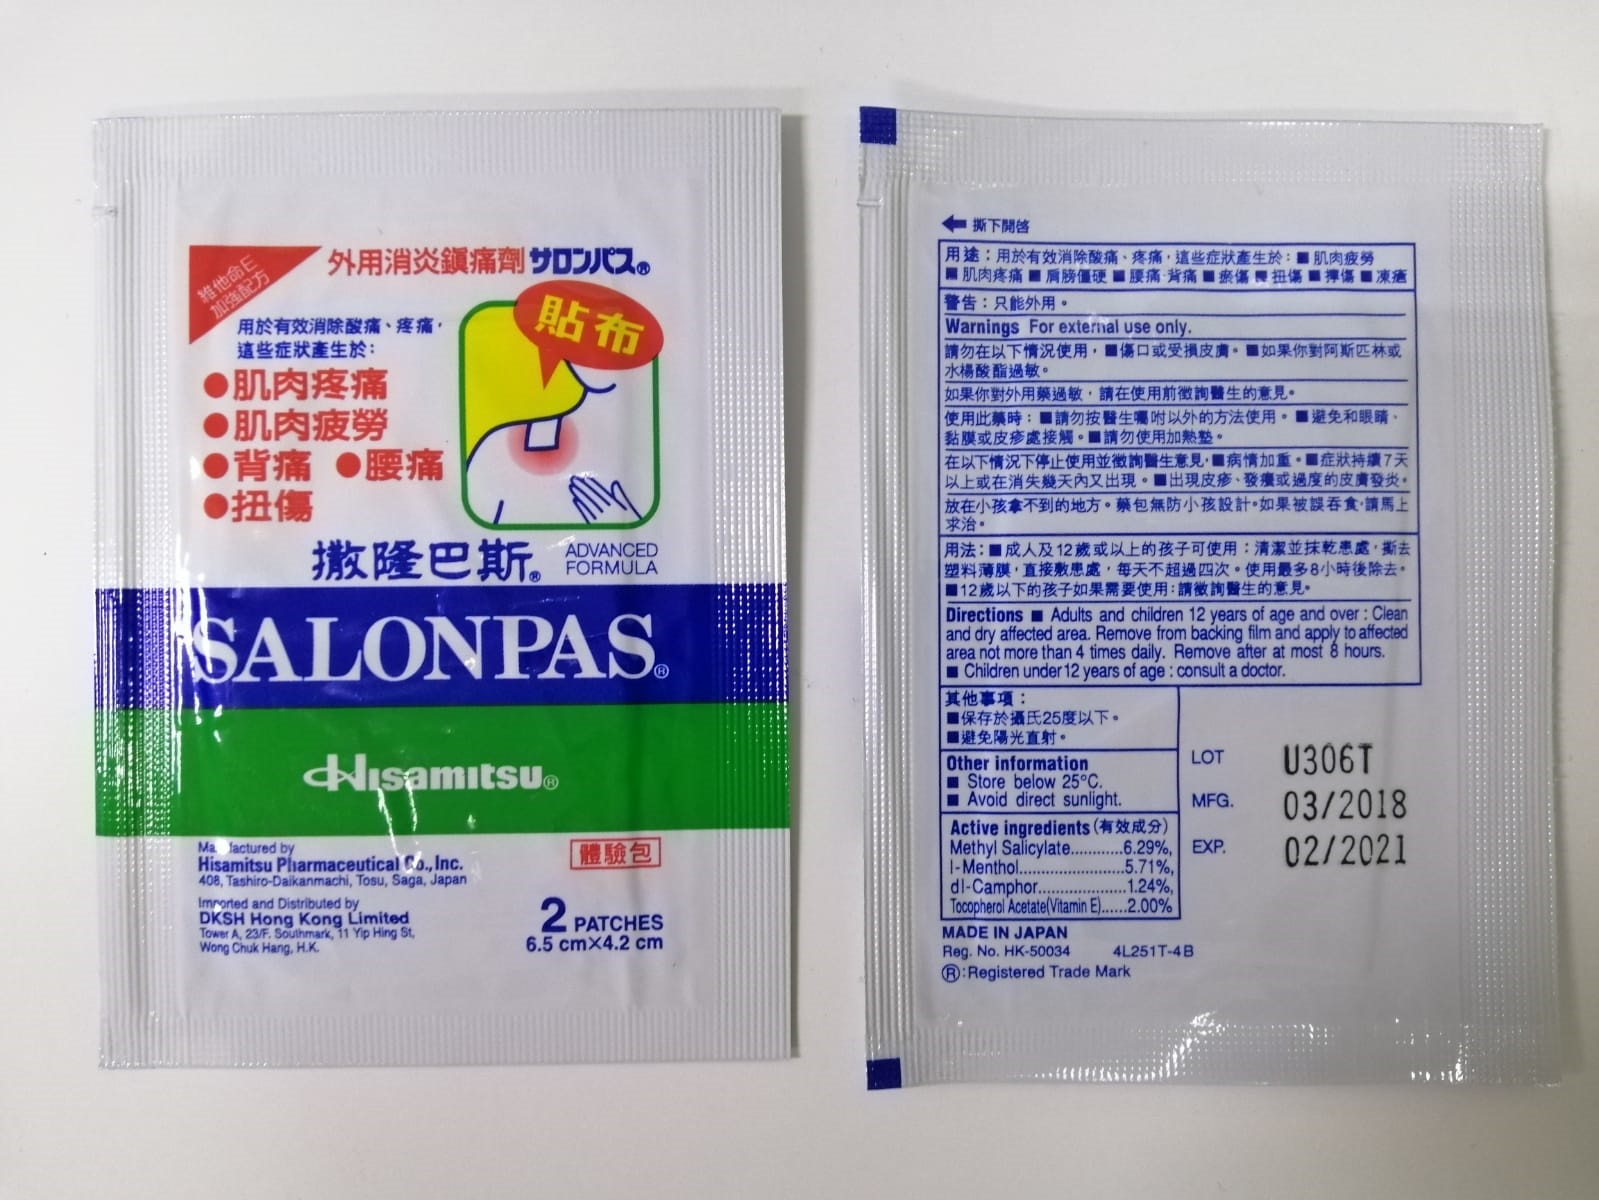 維他命E
加強配方
外用消炎鎮痛劑 サロンパス®
用於有效消除酸痛、疼痛，
這些症狀產生於：
●肌肉疼痛
●肌肉疲勞
●背痛 ●腰痛
●扭傷
貼布
撒隆巴斯® ADVANCED
FORMULA
SALONPAS®
Hisamitsu®
Manufactured by
Hisamitsu Pharmaceutical Co., Inc.
408, Tashiro-Daikanmachi, Tosu, Saga, Japan
Imported and Distributed by
DKSH Hong Kong Limited
Tower A, 23/F. Southmark, 11 Yip Hing St,
Wong Chuk Hang, H.K.
體驗包
2 PATCHES
6.5 cm×4.2 cm
撕下開啓
用途：用於有效消除酸痛、疼痛，這些症狀產生於：■ 肌肉疲勞
■ 肌肉疼痛 ■ 肩膀僵硬 ■ 腰痛·背痛 ■ 瘀傷 ■ 扭傷 ■ 撐傷 ■ 凍瘡
警告：只能外用。
Warnings For external use only.
請勿在以下情況使用，■傷口或受損皮膚。■如果你對阿斯匹林或
水楊酸酯過敏。
如果你對外用藥過敏，請在使用前徵詢醫生的意見。
使用此藥時：■請勿按醫生囑咐以外的方法使用。■避免和眼睛、
黏膜或皮疹處接觸。■請勿使用加熱墊。
在以下情況下停止使用並徵詢醫生意見，■病情加重。■症狀持續7天
以上或在消失幾天內又出現。■出現皮疹、發癢或過度的皮膚發炎。
放在小孩拿不到的地方。藥包無防小孩設計。如果被誤吞食，請馬上
求治。
用法：■ 成人及12歲或以上的孩子可使用：清潔並抹乾患處，撕去
塑料薄膜，直接敷患處，每天不超過四次。使用最多8小時後除去。
■12歲以下的孩子如果需要使用：請徵詢醫生的意見。
Directions ■ Adults and children 12 years of age and over : Clean
and dry affected area. Remove from backing film and apply to affected
area not more than 4 times daily. Remove after at most 8 hours.
■ Children under 12 years of age : consult a doctor.
其他事項：
■保存於攝氏25度以下。
■避免陽光直射。
Other information
■ Store below 25°C.
■ Avoid direct sunlight.
Active ingredients (有效成分)
Methyl Salicylate............6.29%,
l-Menthol........................5.71%,
dl-Camphor....................1.24%,
Tocopherol Acetate(Vitamin E)......2.00%
LOT U306T
MFG. 03/2018
EXP. 02/2021
MADE IN JAPAN
Reg. No. HK-50034 4L251T-4B
®:Registered Trade Mark